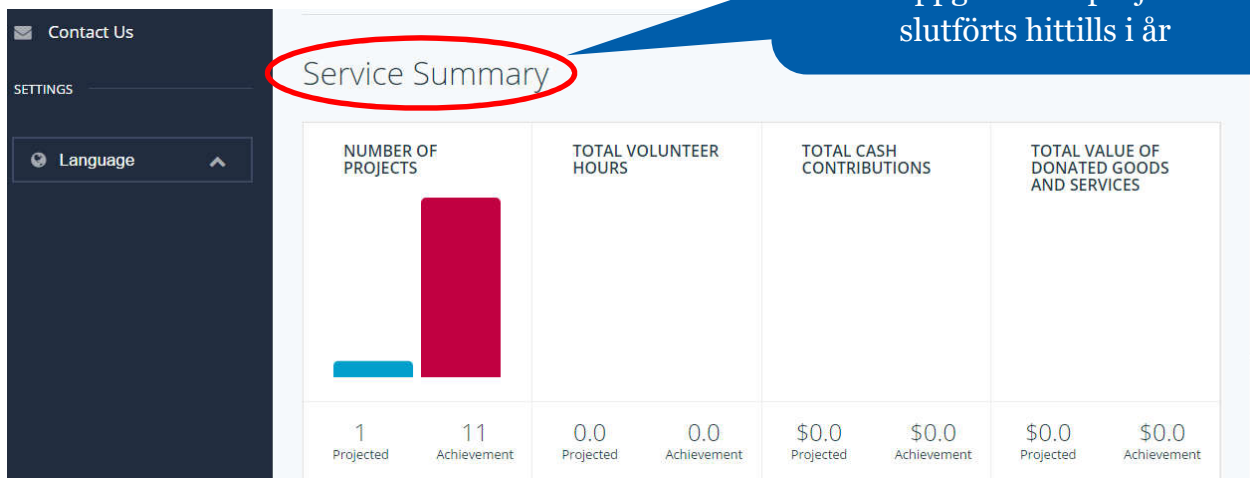 Contact Us
SETTINGS
Language
slutförts hittills i år
Service Summary
NUMBER OF
PROJECTS
1 11
Projected Achievement
TOTAL VOLUNTEER
HOURS
0.0 0.0
Projected Achievement
TOTAL CASH
CONTRIBUTIONS
$0.0 $0.0
Projected Achievement
TOTAL VALUE OF
DONATED GOODS
AND SERVICES
$0.0 $0.0
Projected Achievement